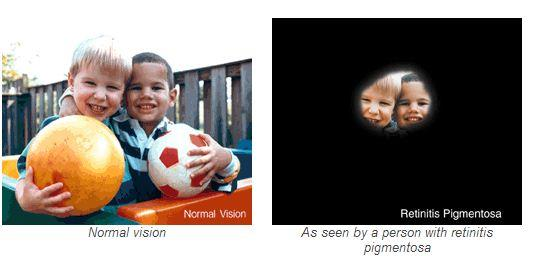 Normal Vision
Normal vision
Retinitis Pigmentosa
As seen by a person with retinitis
pigmentosa